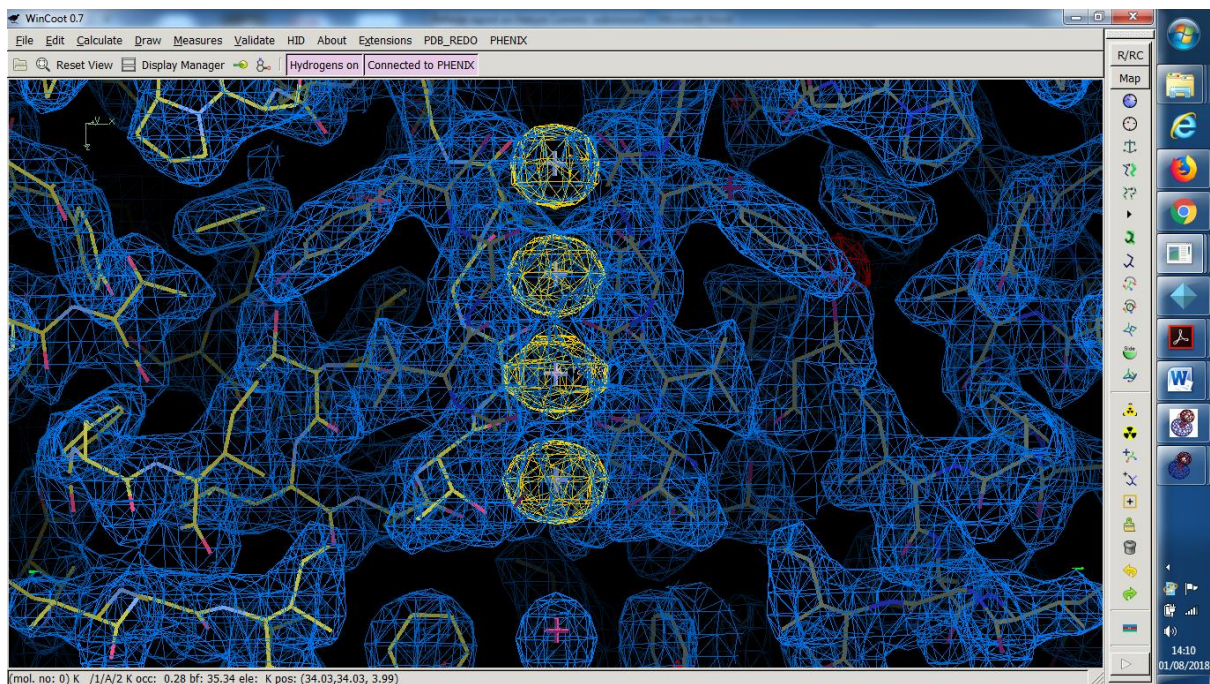 WinCoot 0.7
File Edit Calculate Draw Measures Validate HID About Extensions PDB_REDO PHENIX
Reset View Display Manager Hydrogens on Connected to PHENIX
R/RC
Map
Side
14:10
01/08/2018
(mol. no: 0) K /1/A/2 K occ: 0.28 bf: 35.34 ele: K pos: (34.03,34.03, 3.99)